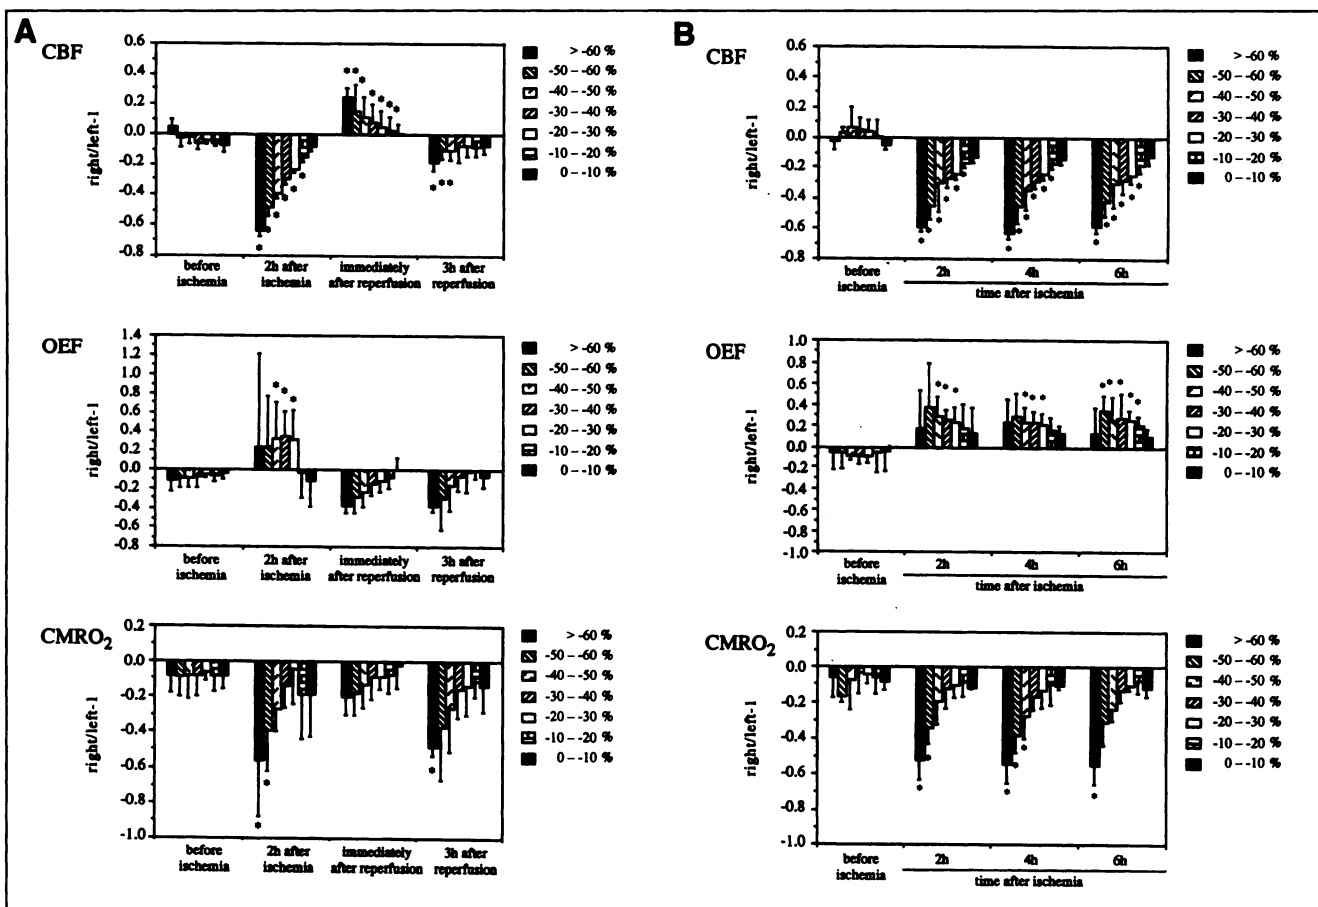 A
CBF
right/left-1
0.6
0.4
0.2
0.0
-0.2
-0.4
-0.6
-0.8
before
ischemia
2h after
ischemia
immediately
after reperfusion
3h after
reperfusion
> -60 %
-50 -- -60 %
-40 -- -50 %
-30 -- -40 %
-20 -- -30 %
-10 -- -20 %
0 -- -10 %
OEF
right/left-1
1.4
1.2
1.0
0.8
0.6
0.4
0.2
0.0
-0.2
-0.4
-0.6
-0.8
before
ischemia
2h after
ischemia
immediately
after reperfusion
3h after
reperfusion
> -60 %
-50 -- -60 %
-40 -- -50 %
-30 -- -40 %
-20 -- -30 %
-10 -- -20 %
0 -- -10 %
CMRO2
right/left-1
0.2
0.0
-0.2
-0.4
-0.6
-0.8
-1.0
before
ischemia
2h after
ischemia
immediately
after reperfusion
3h after
reperfusion
> -60 %
-50 -- -60 %
-40 -- -50 %
-30 -- -40 %
-20 -- -30 %
-10 -- -20 %
0 -- -10 %
B
CBF
right/left-1
0.6
0.4
0.2
0.0
-0.2
-0.4
-0.6
-0.8
before
ischemia
2h
4h
6h
time after ischemia
> -60 %
-50 -- -60 %
-40 -- -50 %
-30 -- -40 %
-20 -- -30 %
-10 -- -20 %
0 -- -10 %
OEF
right/left-1
1.0
0.8
0.6
0.4
0.2
0.0
-0.2
-0.4
-0.6
-0.8
-1.0
before
ischemia
2h
4h
6h
time after ischemia
> -60 %
-50 -- -60 %
-40 -- -50 %
-30 -- -40 %
-20 -- -30 %
-10 -- -20 %
0 -- -10 %
CMRO2
right/left-1
0.2
0.0
-0.2
-0.4
-0.6
-0.8
-1.0
before
ischemia
2h
4h
6h
time after ischemia
> -60 %
-50 -- -60 %
-40 -- -50 %
-30 -- -40 %
-20 -- -30 %
-10 -- -20 %
0 -- -10 %